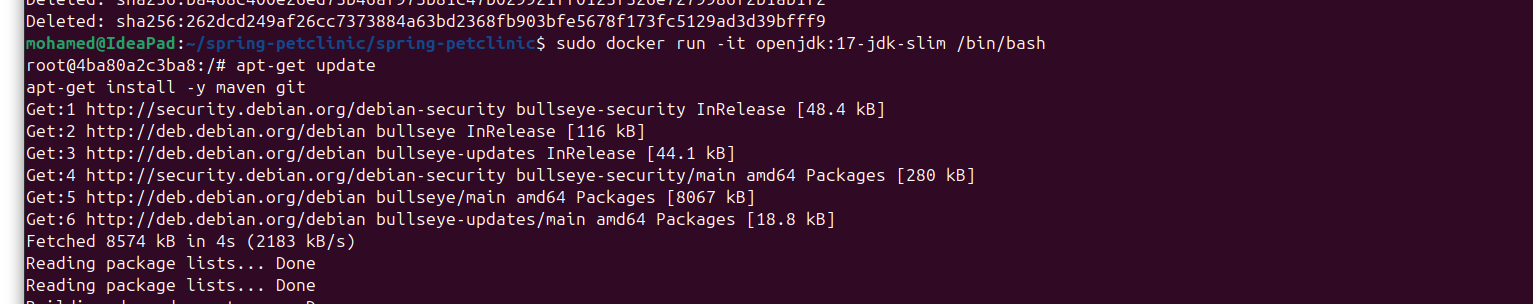 Deleted: sha256:262dcd249af26cc7373884a63bd2368fb903bfe5678f173fc5129ad3d39bfff9
mohamed@IdeaPad:~/spring-petclinic/spring-petclinic$ sudo docker run -it openjdk:17-jdk-slim /bin/bash
root@4ba80a2c3ba8:/# apt-get update
apt-get install -y maven git
Get:1 http://security.debian.org/debian-security bullseye-security InRelease [48.4 kB]
Get:2 http://deb.debian.org/debian bullseye InRelease [116 kB]
Get:3 http://deb.debian.org/debian bullseye-updates InRelease [44.1 kB]
Get:4 http://security.debian.org/debian-security bullseye-security/main amd64 Packages [280 kB]
Get:5 http://deb.debian.org/debian bullseye/main amd64 Packages [8067 kB]
Get:6 http://deb.debian.org/debian bullseye-updates/main amd64 Packages [18.8 kB]
Fetched 8574 kB in 4s (2183 kB/s)
Reading package lists... Done
Reading package lists... Done